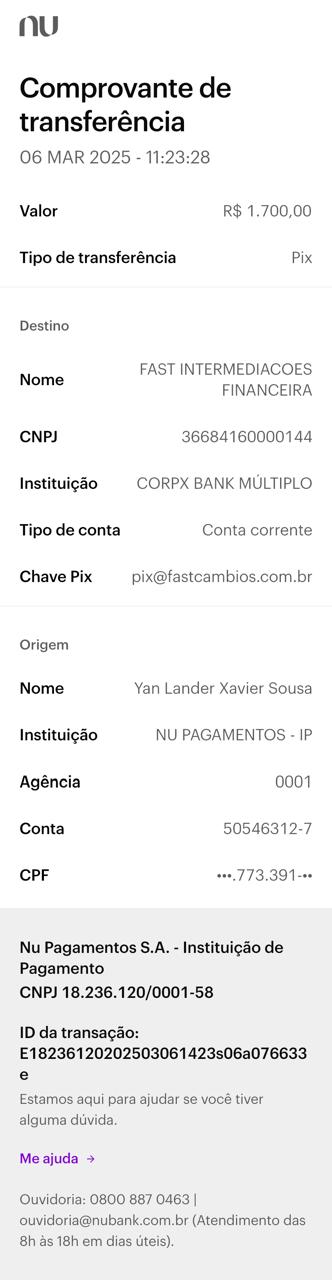 nu
Comprovante de
transferência
06 MAR 2025 - 11:23:28
Valor R$ 1.700,00
Tipo de transferência Pix
Destino
Nome FAST INTERMEDIACOES
FINANCEIRA
CNPJ 36684160000144
Instituição CORPX BANK MÚLTIPLO
Tipo de conta Conta corrente
Chave Pix pix@fastcambios.com.br
Origem
Nome Yan Lander Xavier Sousa
Instituição NU PAGAMENTOS - IP
Agência 0001
Conta 50546312-7
CPF •••.773.391-••
Nu Pagamentos S.A. - Instituição de
Pagamento
CNPJ 18.236.120/0001-58
ID da transação:
E18236120202503061423s06a076633
e
Estamos aqui para ajudar se você tiver
alguma dúvida.
Me ajuda →
Ouvidoria: 0800 887 0463 |
ouvidoria@nubank.com.br (Atendimento das
8h às 18h em dias úteis).